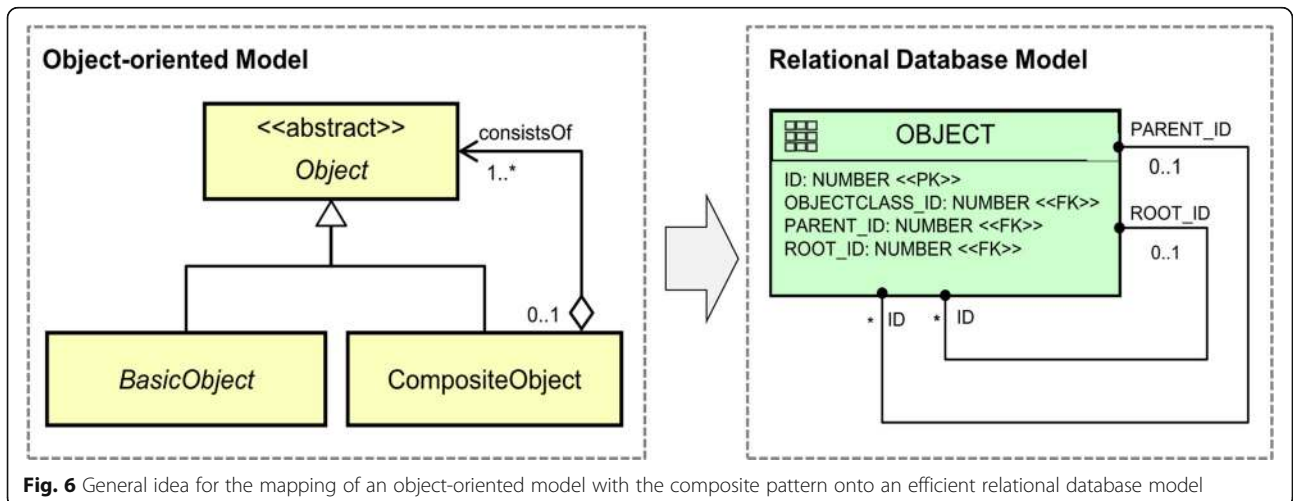 Object-oriented Model
<<abstract>>
Object
consistsOf
1..*
0..1
BasicObject
CompositeObject
Relational Database Model
OBJECT
ID: NUMBER <<PK>>
OBJECTCLASS_ID: NUMBER <<FK>>
PARENT_ID: NUMBER <<FK>>
ROOT_ID: NUMBER <<FK>>
PARENT_ID
0..1
ROOT_ID
0..1
* ID
* ID
Fig. 6 General idea for the mapping of an object-oriented model with the composite pattern onto an efficient relational database model